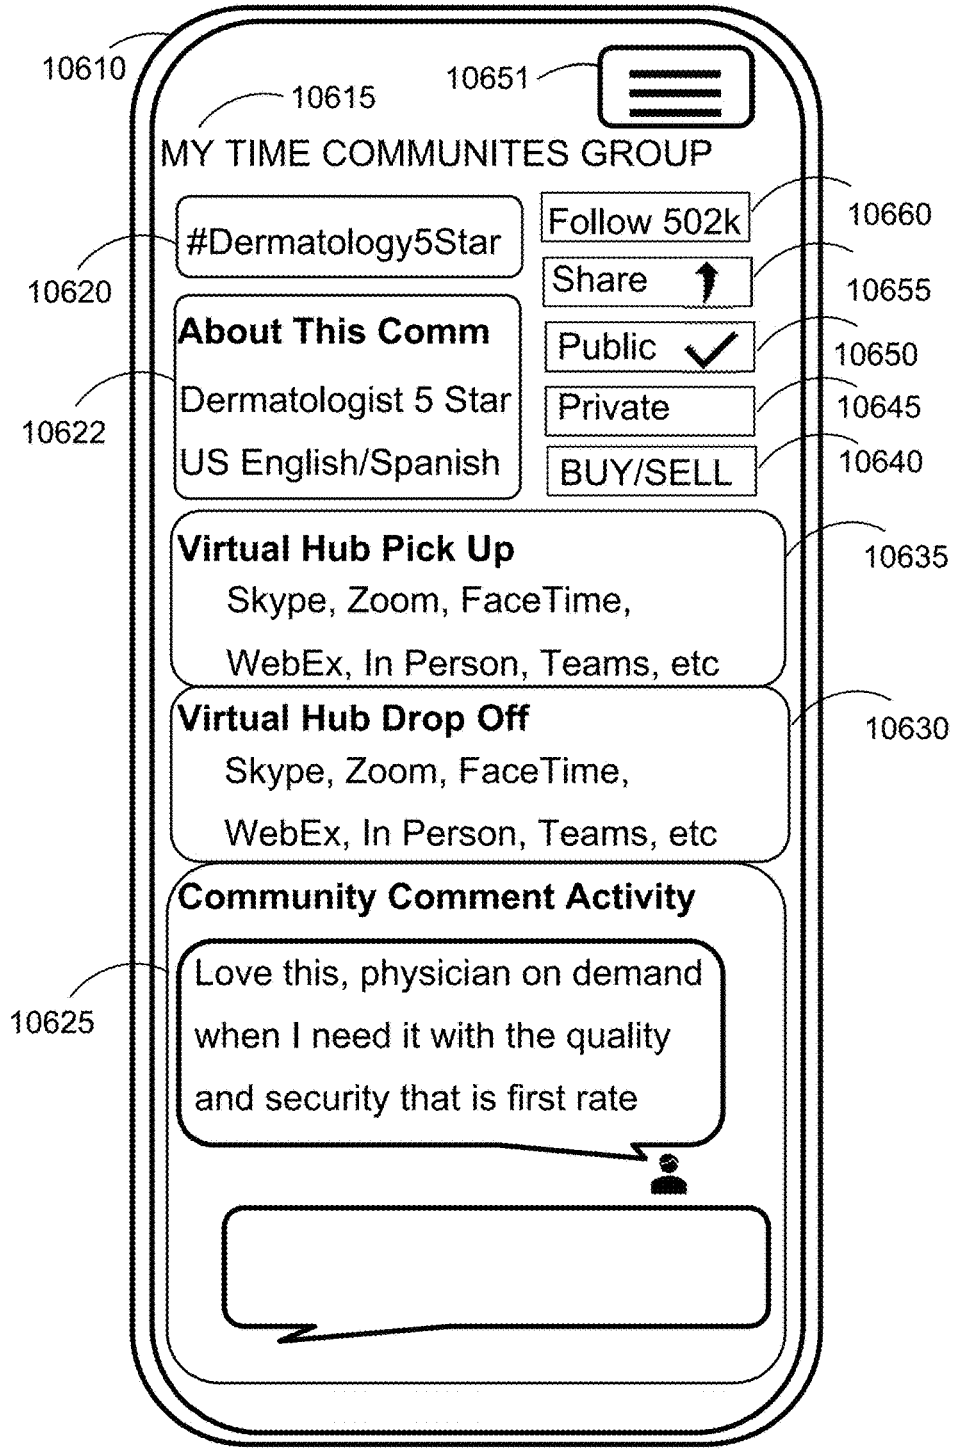 10610
10651
10615
MY TIME COMMUNITES GROUP
#Dermatology5Star
10620
Follow 502k
10660
Share
10655
Public
10650
Private
10645
BUY/SELL
10640
About This Comm
Dermatologist 5 Star
US English/Spanish
10622
Virtual Hub Pick Up
Skype, Zoom, FaceTime,
WebEx, In Person, Teams, etc
10635
Virtual Hub Drop Off
Skype, Zoom, FaceTime,
WebEx, In Person, Teams, etc
10630
Community Comment Activity
Love this, physician on demand
when I need it with the quality
and security that is first rate
10625